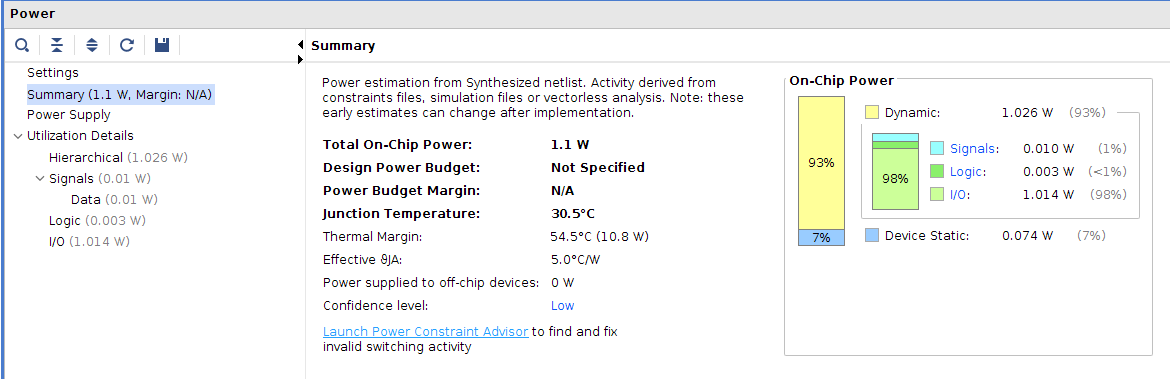 Power
Summary
Settings
Summary (1.1 W, Margin: N/A)
Power Supply
Utilization Details
Hierarchical (1.026 W)
Signals (0.01 W)
Data (0.01 W)
Logic (0.003 W)
I/O (1.014 W)
Power estimation from Synthesized netlist. Activity derived from
constraints files, simulation files or vectorless analysis. Note: these
early estimates can change after implementation.
Total On-Chip Power: 1.1 W
Design Power Budget: Not Specified
Power Budget Margin: N/A
Junction Temperature: 30.5°C
Thermal Margin: 54.5°C (10.8 W)
Effective ϑJA: 5.0°C/W
Power supplied to off-chip devices: 0 W
Confidence level: Low
Launch Power Constraint Advisor to find and fix
invalid switching activity
On-Chip Power
93%
7%
Dynamic: 1.026 W (93%)
98%
Signals: 0.010 W (1%)
Logic: 0.003 W (<1%)
I/O: 1.014 W (98%)
Device Static: 0.074 W (7%)